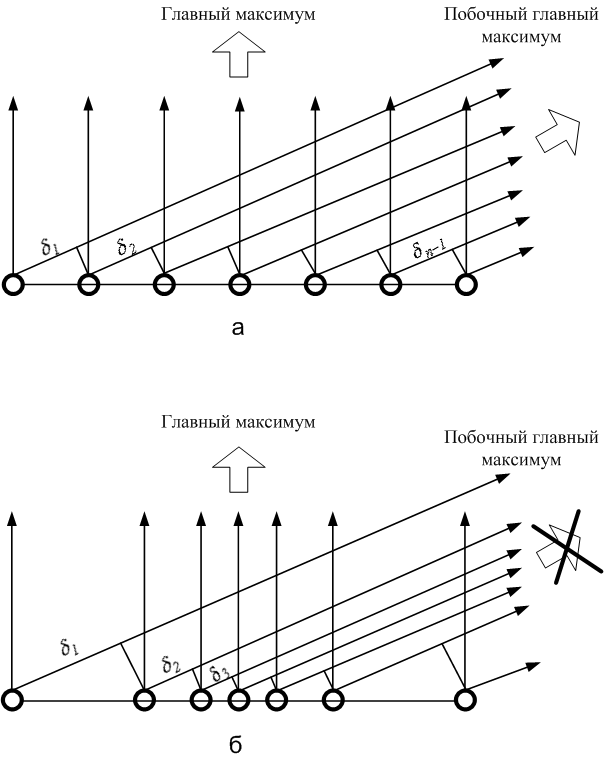 Главный максимум
Побочный главный
максимум
δ1
δ2
δn-1
а
Главный максимум
Побочный главный
максимум
δ1
δ2
δ3
б